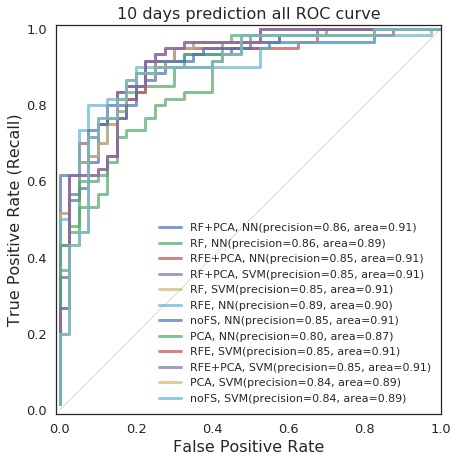 10 days prediction all ROC curve
1.0
0.8
0.6
0.4
0.2
0.0
True Positive Rate (Recall)
RF+PCA, NN(precision=0.86, area=0.91)
RF, NN(precision=0.86, area=0.89)
RFE+PCA, NN(precision=0.85, area=0.91)
RF+PCA, SVM(precision=0.85, area=0.91)
RF, SVM(precision=0.85, area=0.91)
RFE, NN(precision=0.89, area=0.90)
noFS, NN(precision=0.85, area=0.91)
PCA, NN(precision=0.80, area=0.87)
RFE, SVM(precision=0.85, area=0.91)
RFE+PCA, SVM(precision=0.85, area=0.91)
PCA, SVM(precision=0.84, area=0.89)
noFS, SVM(precision=0.84, area=0.89)
0.0 0.2 0.4 0.6 0.8 1.0
False Positive Rate